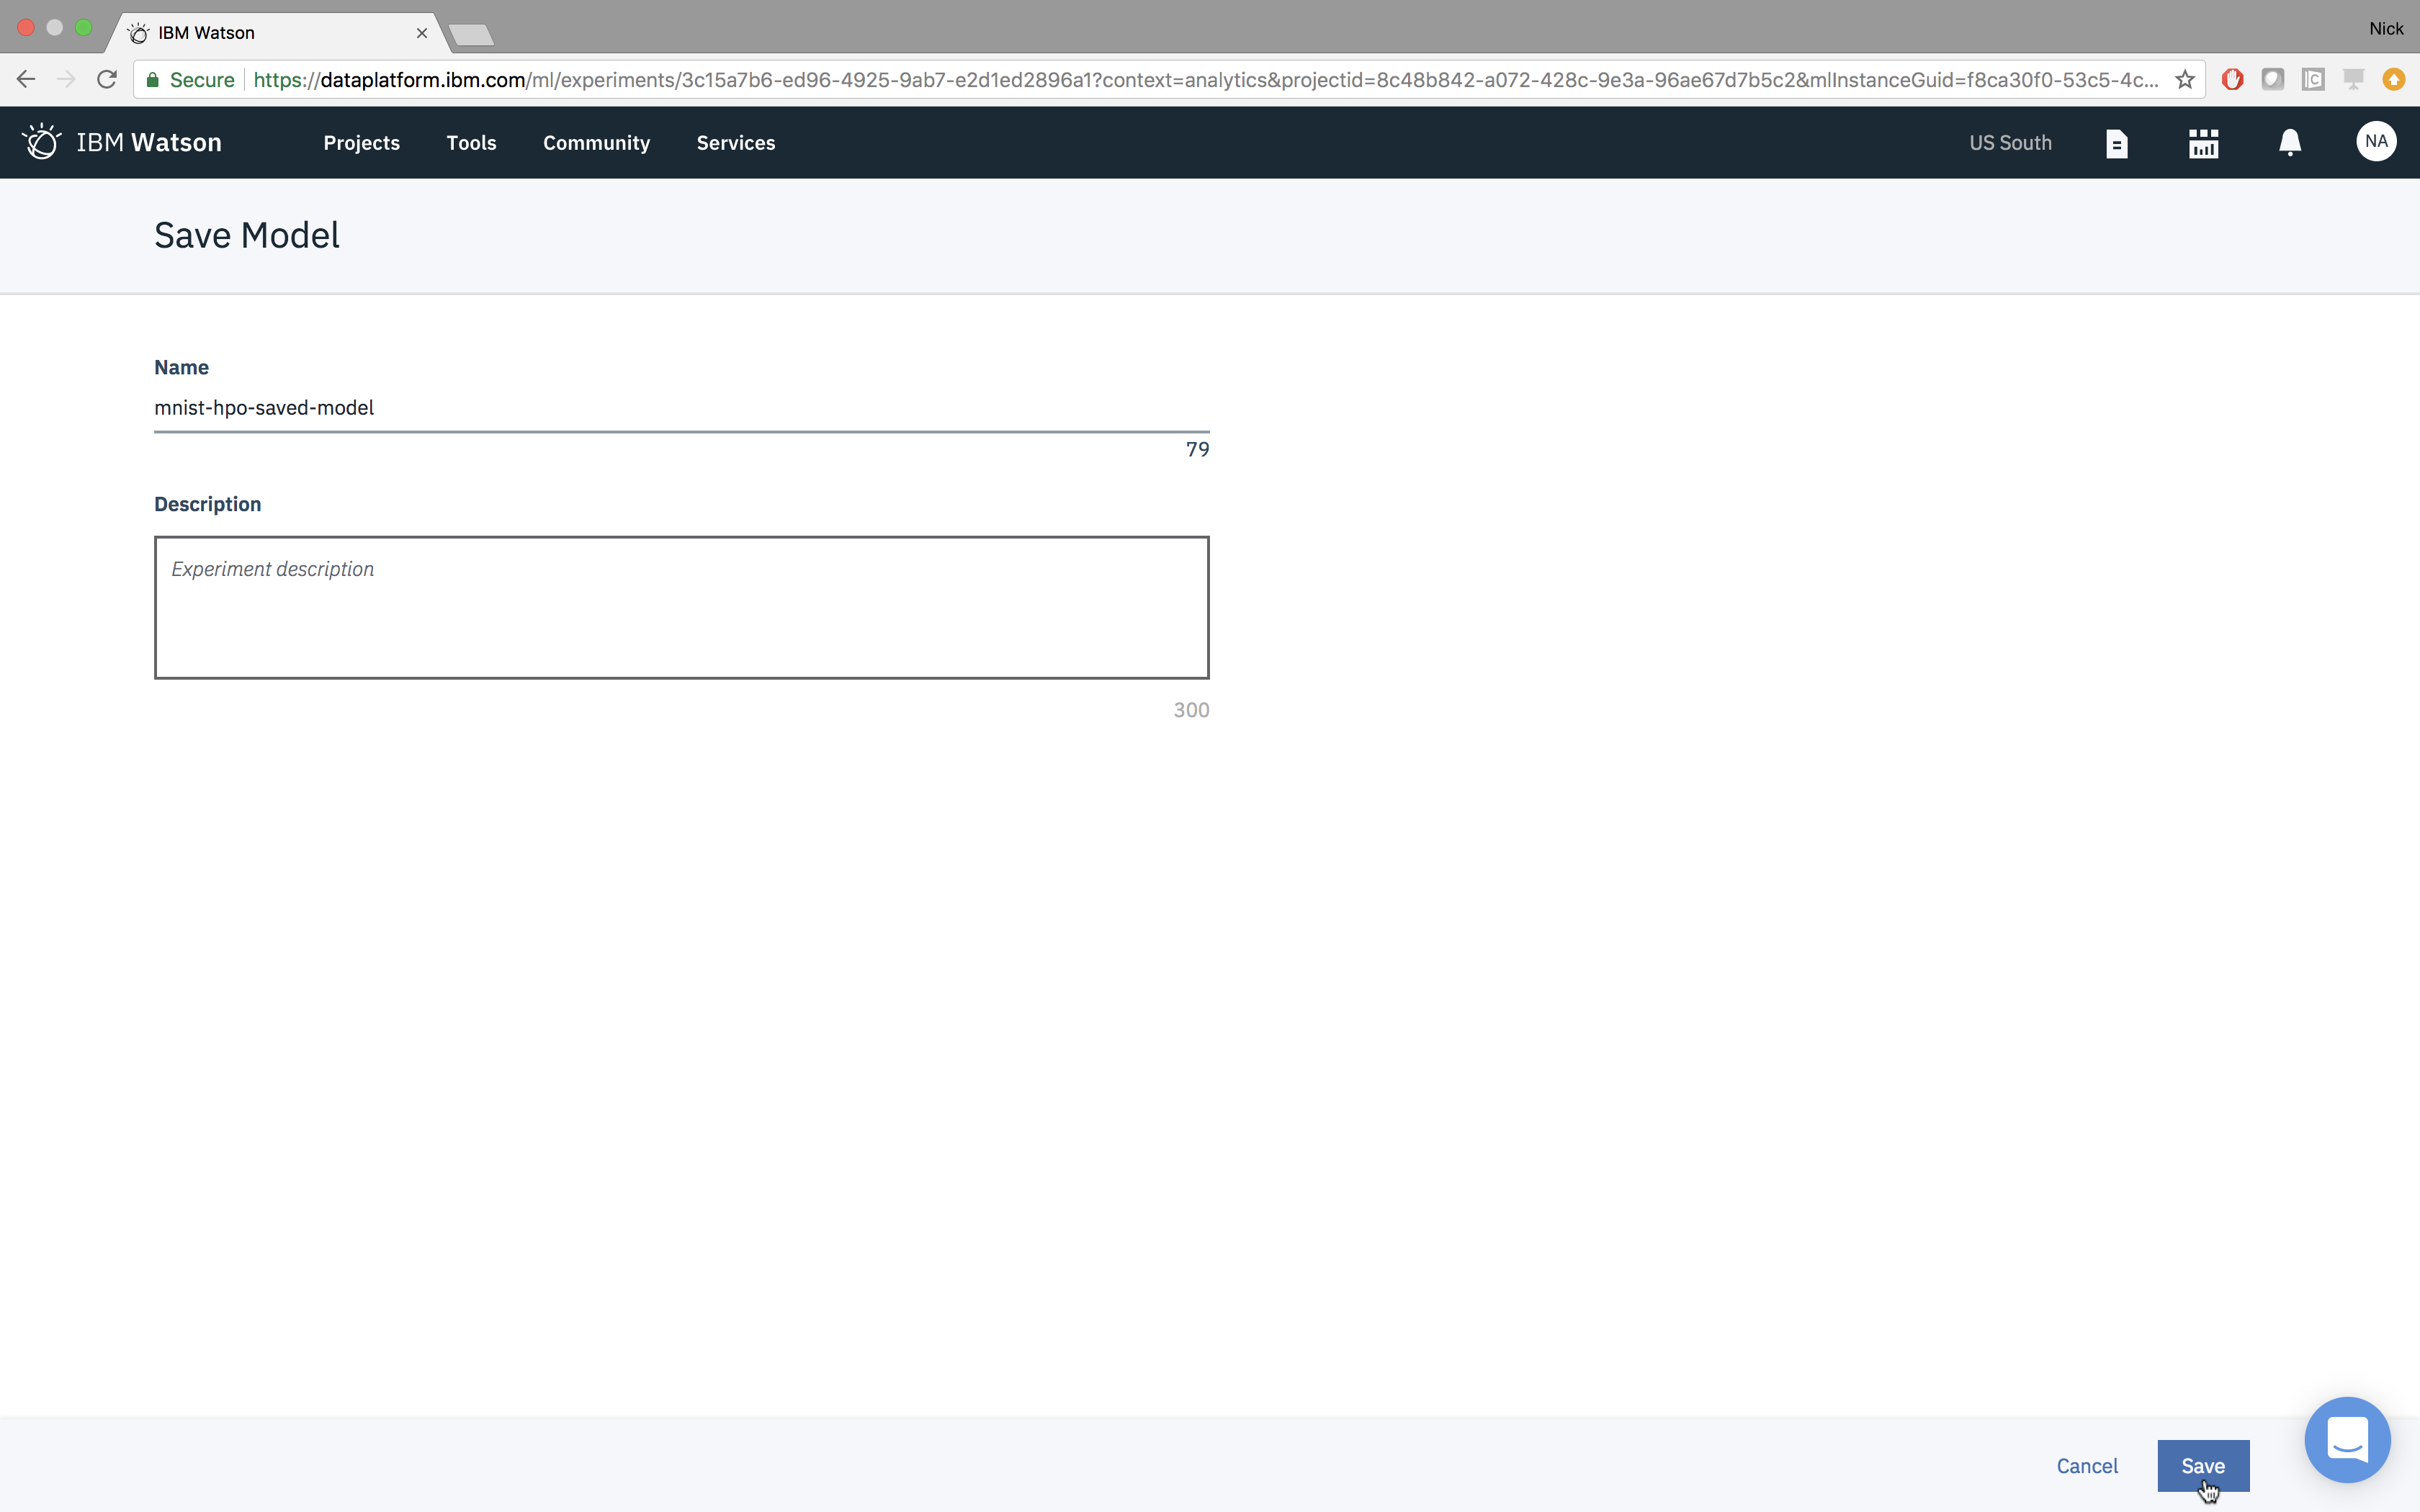 IBM Watson
Nick
Secure
https://dataplatform.ibm.com/ml/experiments/3c15a7b6-ed96-4925-9ab7-e2d1ed2896a1?context=analytics&projectid=8c48b842-a072-428c-9e3a-96ae67d7b5c2&mlInstanceGuid=f8ca30f0-53c5-4c...
IBM Watson
Projects
Tools
Community
Services
US South
NA
Save Model
Name
mnist-hpo-saved-model
79
Description
Experiment description
300
Cancel
Save